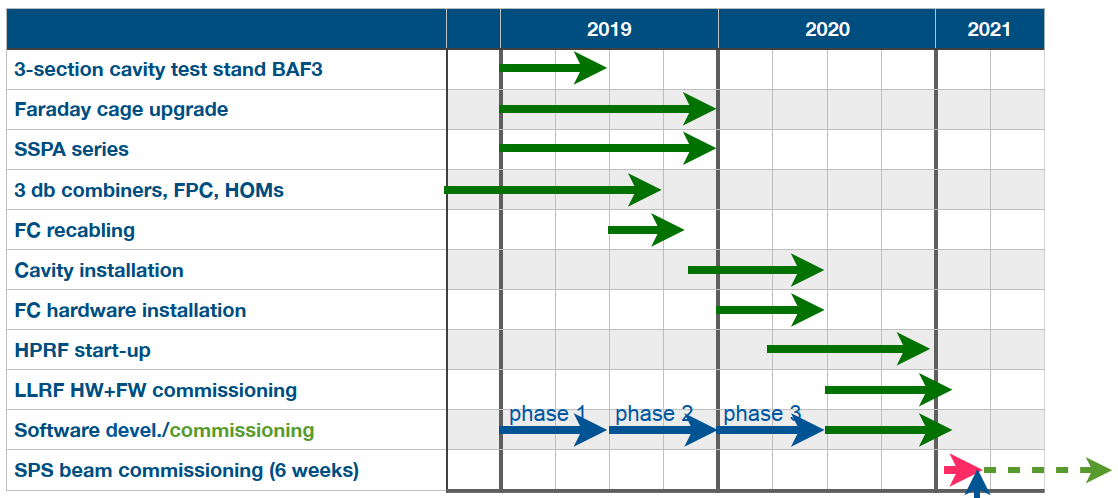 2019 2020 2021
3-section cavity test stand BAF3
Faraday cage upgrade
SSPA series
3 db combiners, FPC, HOMs
FC recabling
Cavity installation
FC hardware installation
HPRF start-up
LLRF HW+FW commissioning
phase 1 phase 2 phase 3
Software devel./commissioning
SPS beam commissioning (6 weeks)